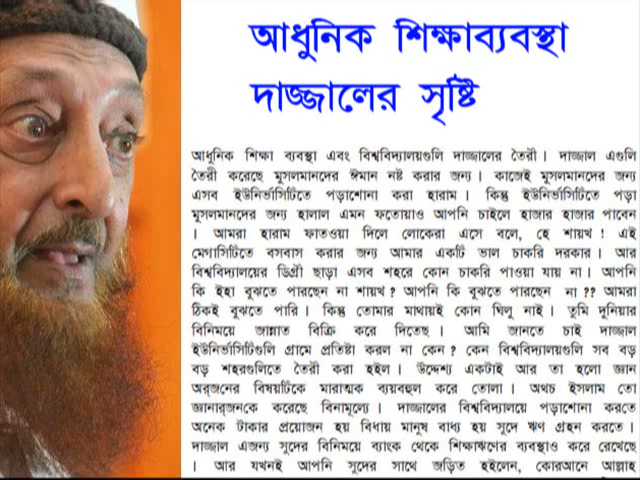 আধুনিক শিক্ষাব্যবস্থা
দাজ্জালের সৃষ্টি
আধুনিক শিক্ষা ব্যবস্থা এবং বিশ্ববিদ্যালয়গুলি দাজ্জালের তৈরী । দাজ্জাল এগুলি
তৈরী করেছে মুসলমানদের ঈমান নষ্ট করার জন্য । কাজেই মুসলমানদের জন্য
এসব ইউনির্ভাসিটিতে পড়াশোনা করা হারাম । কিন্তু ইউনির্ভাসিটিতে পড়া
মুসলমানদের জন্য হালাল এমন ফতোয়াও আপনি চাইলে হাজার হাজার পাবেন
। আমরা হারাম ফাতওয়া দিলে লোকেরা এসে বলে, হে শায়খ ! এই
মেগাসিটিতে বসবাস করার জন্য আমার একটি ভাল চাকরি দরকার । আর
বিশ্ববিদ্যালয়ের ডিগ্রী ছাড়া এসব শহরে কোন চাকরি পাওয়া যায় না । আপনি
কি ইহা বুঝতে পারছেন না শায়খ ? আপনি কি বুঝতে পারছেন না ?? আমরা
ঠিকই বুঝতে পারি । কিন্তু তোমার মাথায়ই কোন ঘিলু নাই । তুমি দুনিয়ার
বিনিময়ে জান্নাত বিক্রি করে দিতেছ । আমি জানতে চাই দাজ্জাল
ইউনির্ভাসিটিগুলি গ্রামে প্রতিষ্টা করল না কেন ? কেন বিশ্ববিদ্যালয়গুলি সব বড়
বড় শহরগুলিতে তৈরী করা হইল । উদ্দেশ্য একটাই আর তা হলো জ্ঞান
অর্জনের বিষয়টিকে মারাত্মক ব্যয়বহুল করে তোলা । অথচ ইসলাম তো
জ্ঞানার্জনকে করেছে বিনামূল্যে । দাজ্জালের বিশ্ববিদ্যালয়ে পড়াশোনা করতে
অনেক টাকার প্রয়োজন হয় বিধায় মানুষ বাধ্য হয় সুদে ঋণ গ্রহন করতে ।
দাজ্জাল এজন্য সুদের বিনিময়ে ব্যাংক থেকে শিক্ষাঋণের ব্যবস্থাও করে রেখেছে
। আর যখনই আপনি সুদের সাথে জড়িত হইলেন, কোরআনে আল্লাহ